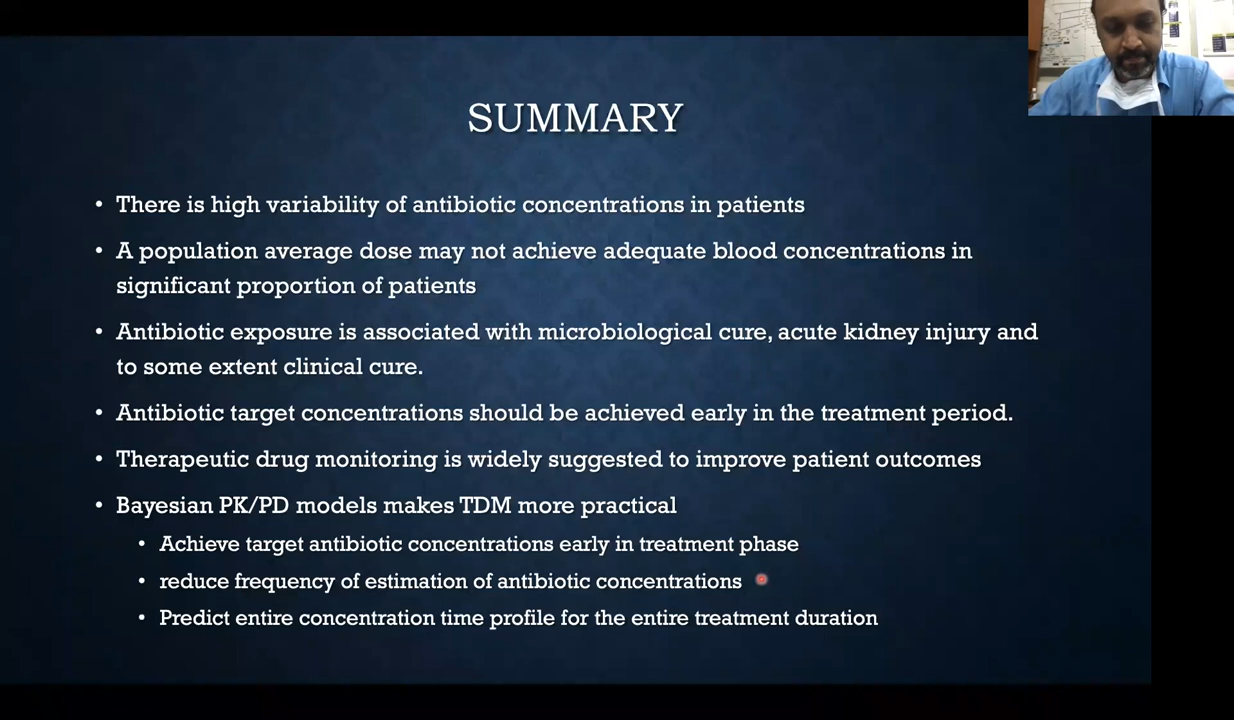 SUMMARY
• There is high variability of antibiotic concentrations in patients
• A population average dose may not achieve adequate blood concentrations in
significant proportion of patients
• Antibiotic exposure is associated with microbiological cure, acute kidney injury and
to some extent clinical cure.
• Antibiotic target concentrations should be achieved early in the treatment period.
• Therapeutic drug monitoring is widely suggested to improve patient outcomes
• Bayesian PK/PD models makes TDM more practical
• Achieve target antibiotic concentrations early in treatment phase
• reduce frequency of estimation of antibiotic concentrations
• Predict entire concentration time profile for the entire treatment duration